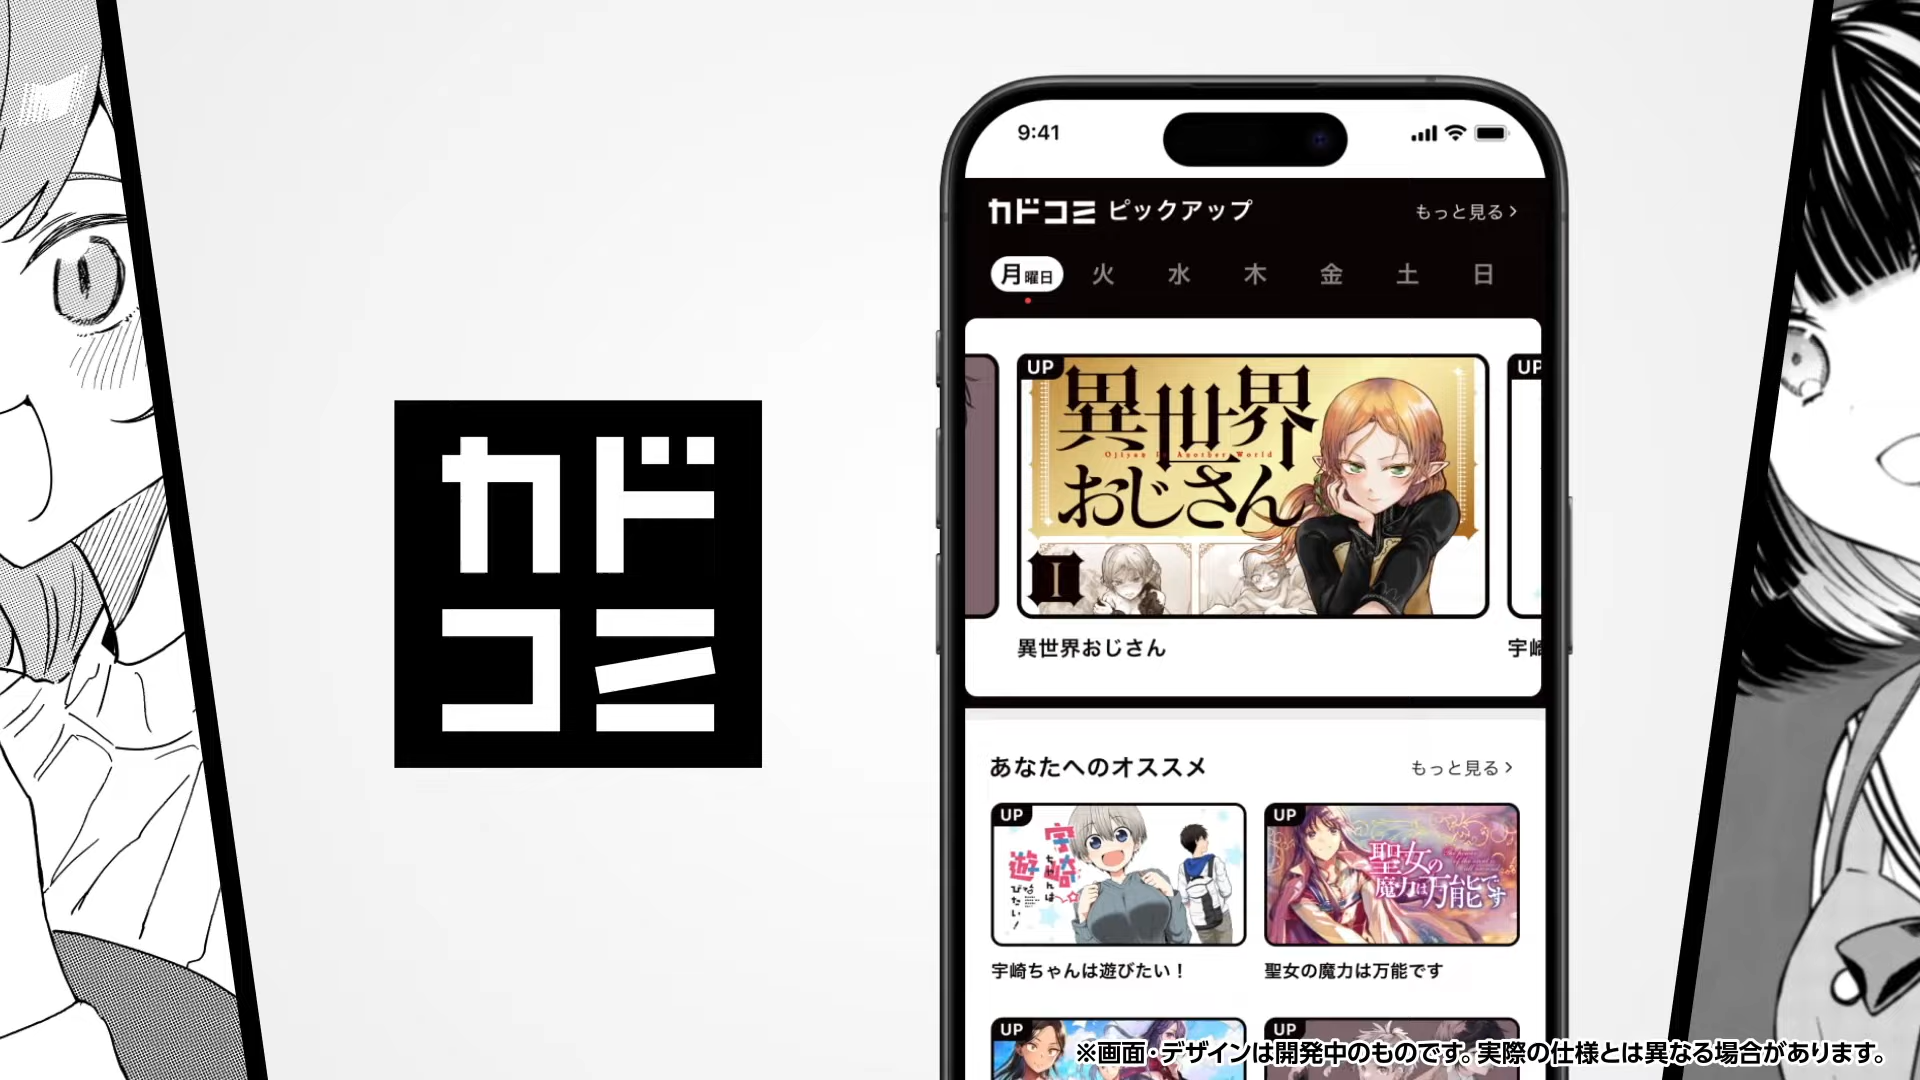 9:41
カドコミ ピックアップ
もっと見る
月曜日 火 水 木 金 土 日
UP
UP
異世界
Ojisan In Another World
おじさん
I
異世界おじさん
宇崎
カド
コミ
あなたへのオススメ
もっと見る
UP
宇崎ちゃんは遊びたい！
UP
聖女の
魔力は万能です
宇崎ちゃんは遊びたい！
聖女の魔力は万能です
UP
UP
※画面・デザインは開発中のものです。実際の仕様とは異なる場合があります。